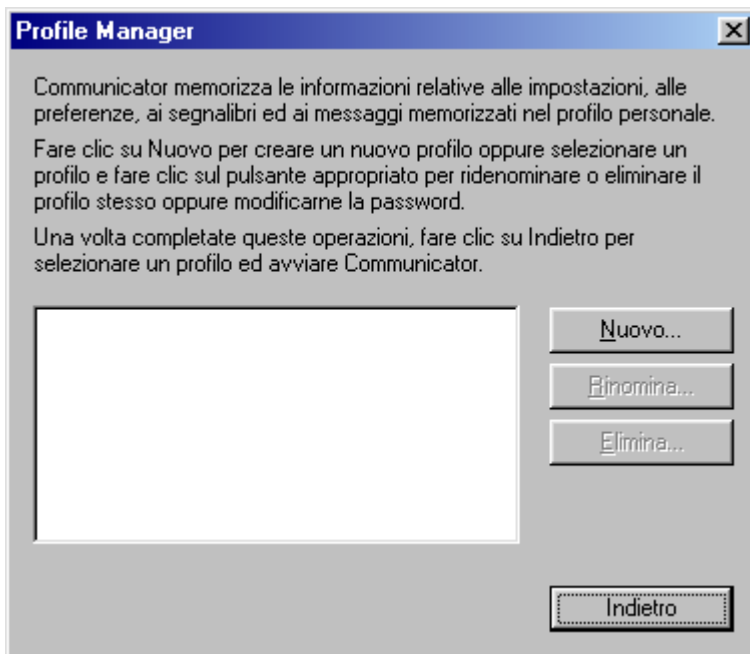 Profile Manager
Communicator memorizza le informazioni relative alle impostazioni, alle
preferenze, ai segnalibri ed ai messaggi memorizzati nel profilo personale.
Fare clic su Nuovo per creare un nuovo profilo oppure selezionare un
profilo e fare clic sul pulsante appropriato per ridenominare o eliminare il
profilo stesso oppure modificarne la password.
Una volta completate queste operazioni, fare clic su Indietro per
selezionare un profilo ed avviare Communicator.
Nuovo...
Rinomina...
Elimina...
Indietro